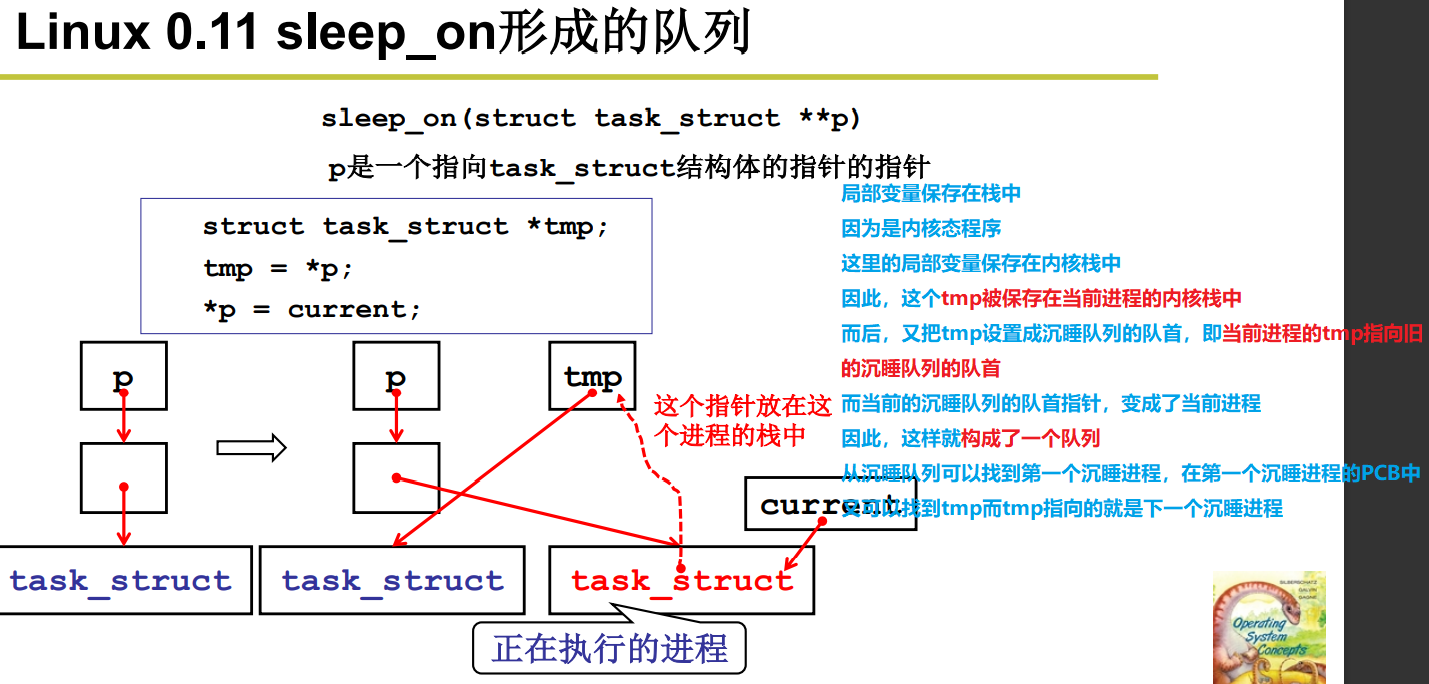 Linux 0.11 sleep_on形成的队列
sleep_on(struct task_struct **p)
p是一个指向task_struct结构体的指针的指针
struct task_struct *tmp;
tmp = *p;
*p = current;
局部变量保存在栈中
因为是内核态程序
这里的局部变量保存在内核栈中
因此，这个tmp被保存在当前进程的内核栈中
而后，又把tmp设置成沉睡队列的队首，即当前进程的tmp指向旧
的沉睡队列的队首
而当前的沉睡队列的队首指针，变成了当前进程
因此，这样就构成了一个队列
从沉睡队列可以找到第一个沉睡进程，在第一个沉睡进程的PCB中
又可以找到tmp而tmp指向的就是下一个沉睡进程
p
p
tmp
这个指针放在这
个进程的栈中
current
task_struct
task_struct
task_struct
正在执行的进程
SILBERSCHATZ
GALVIN
GAGNE
Operating
System
Concepts